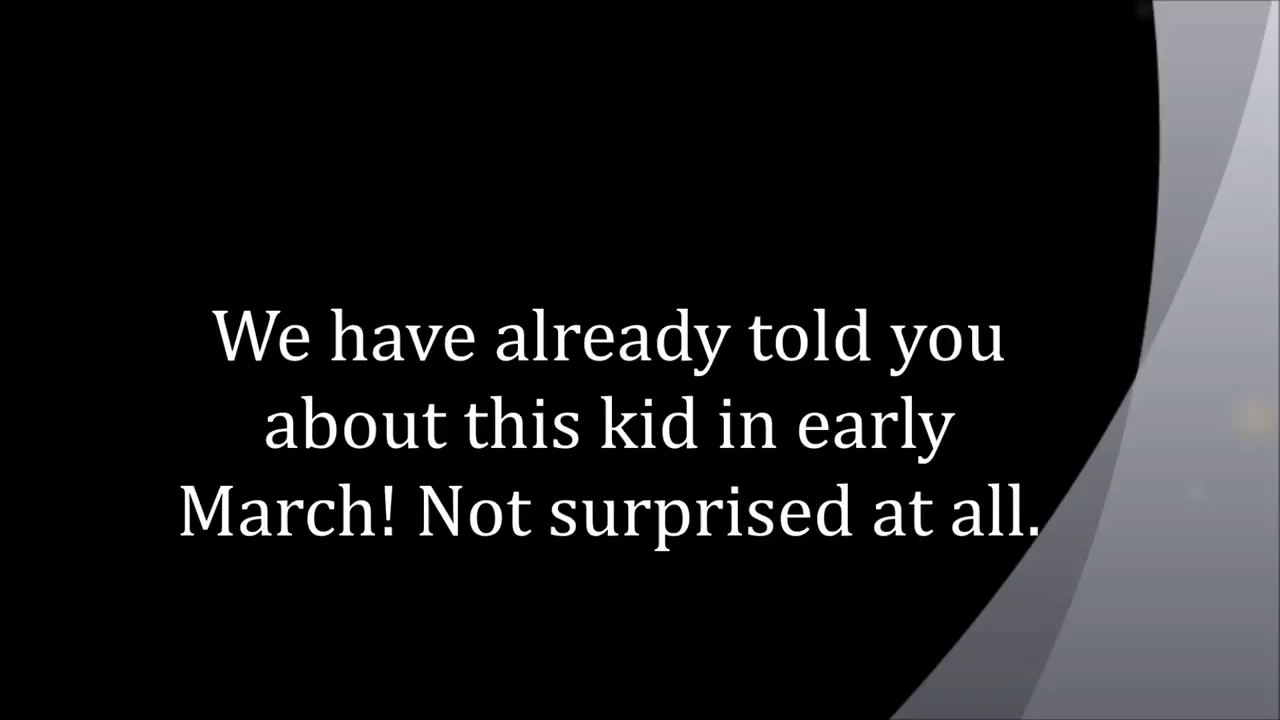 We have already told you
about this kid in early
March! Not surprised at all.